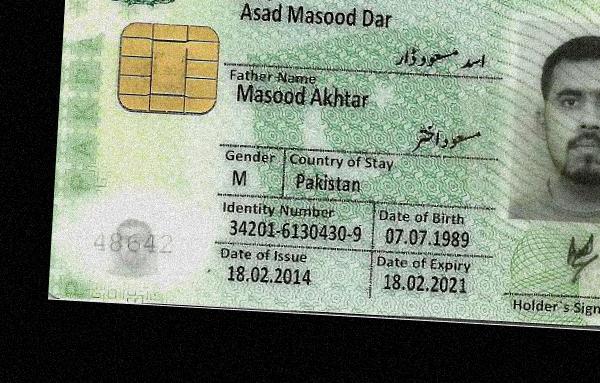 Asad Masood Dar
اسد مسعود ڈار
Father Name
Masood Akhtar
مسعود اختر
Gender Country of Stay
M Pakistan
Identity Number Date of Birth
34201-6130430-9 07.07.1989
48642
Date of Issue Date of Expiry
18.02.2014 18.02.2021
Holder's Sign